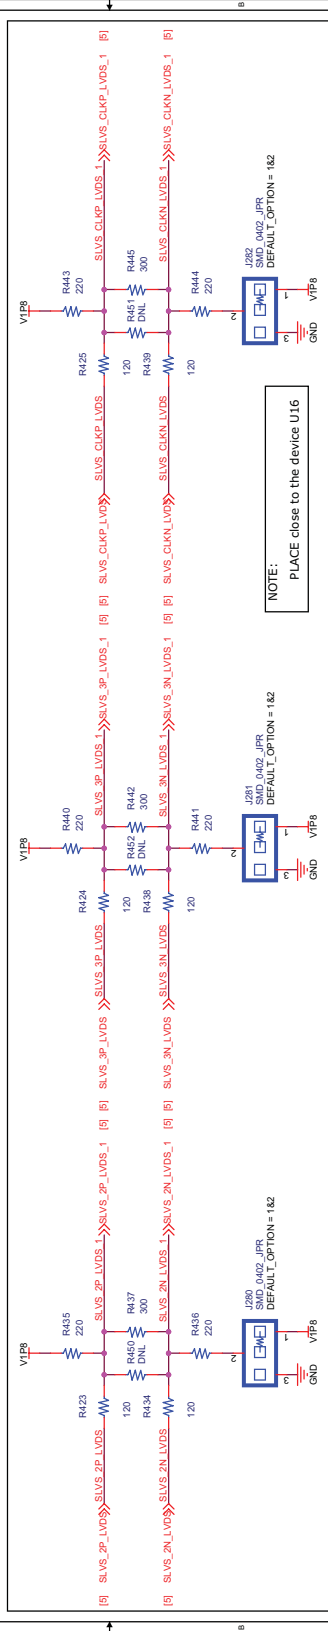 B
V1P8
R443
220
[5] SLVS_CLKP_LVDS
SLVS_CLKP_LVDS
R425
120
SLVS_CLKP_LVDS_1
SLVS_CLKP_LVDS_1 [5]
R451
DNL
R445
300
[5] SLVS_CLKN_LVDS
SLVS_CLKN_LVDS
R439
120
SLVS_CLKN_LVDS_1
SLVS_CLKN_LVDS_1 [5]
R444
220
2
J282
SMD_0402_JPR
DEFAULT_OPTION = 1&2
3
1
GND
V1P8
NOTE:
PLACE close to the device U16
V1P8
R440
220
[5] SLVS_3P_LVDS
SLVS_3P_LVDS
R424
120
SLVS_3P_LVDS_1
SLVS_3P_LVDS_1 [5]
R452
DNL
R442
300
[5] SLVS_3N_LVDS
SLVS_3N_LVDS
R438
120
SLVS_3N_LVDS_1
SLVS_3N_LVDS_1 [5]
R441
220
2
J281
SMD_0402_JPR
DEFAULT_OPTION = 1&2
3
1
GND
V1P8
V1P8
R435
220
[5] SLVS_2P_LVDS
SLVS_2P_LVDS
R423
120
SLVS_2P_LVDS_1
SLVS_2P_LVDS_1 [5]
R450
DNL
R437
300
[5] SLVS_2N_LVDS
SLVS_2N_LVDS
R434
120
SLVS_2N_LVDS_1
SLVS_2N_LVDS_1 [5]
R436
220
2
J280
SMD_0402_JPR
DEFAULT_OPTION = 1&2
3
1
GND
V1P8
B